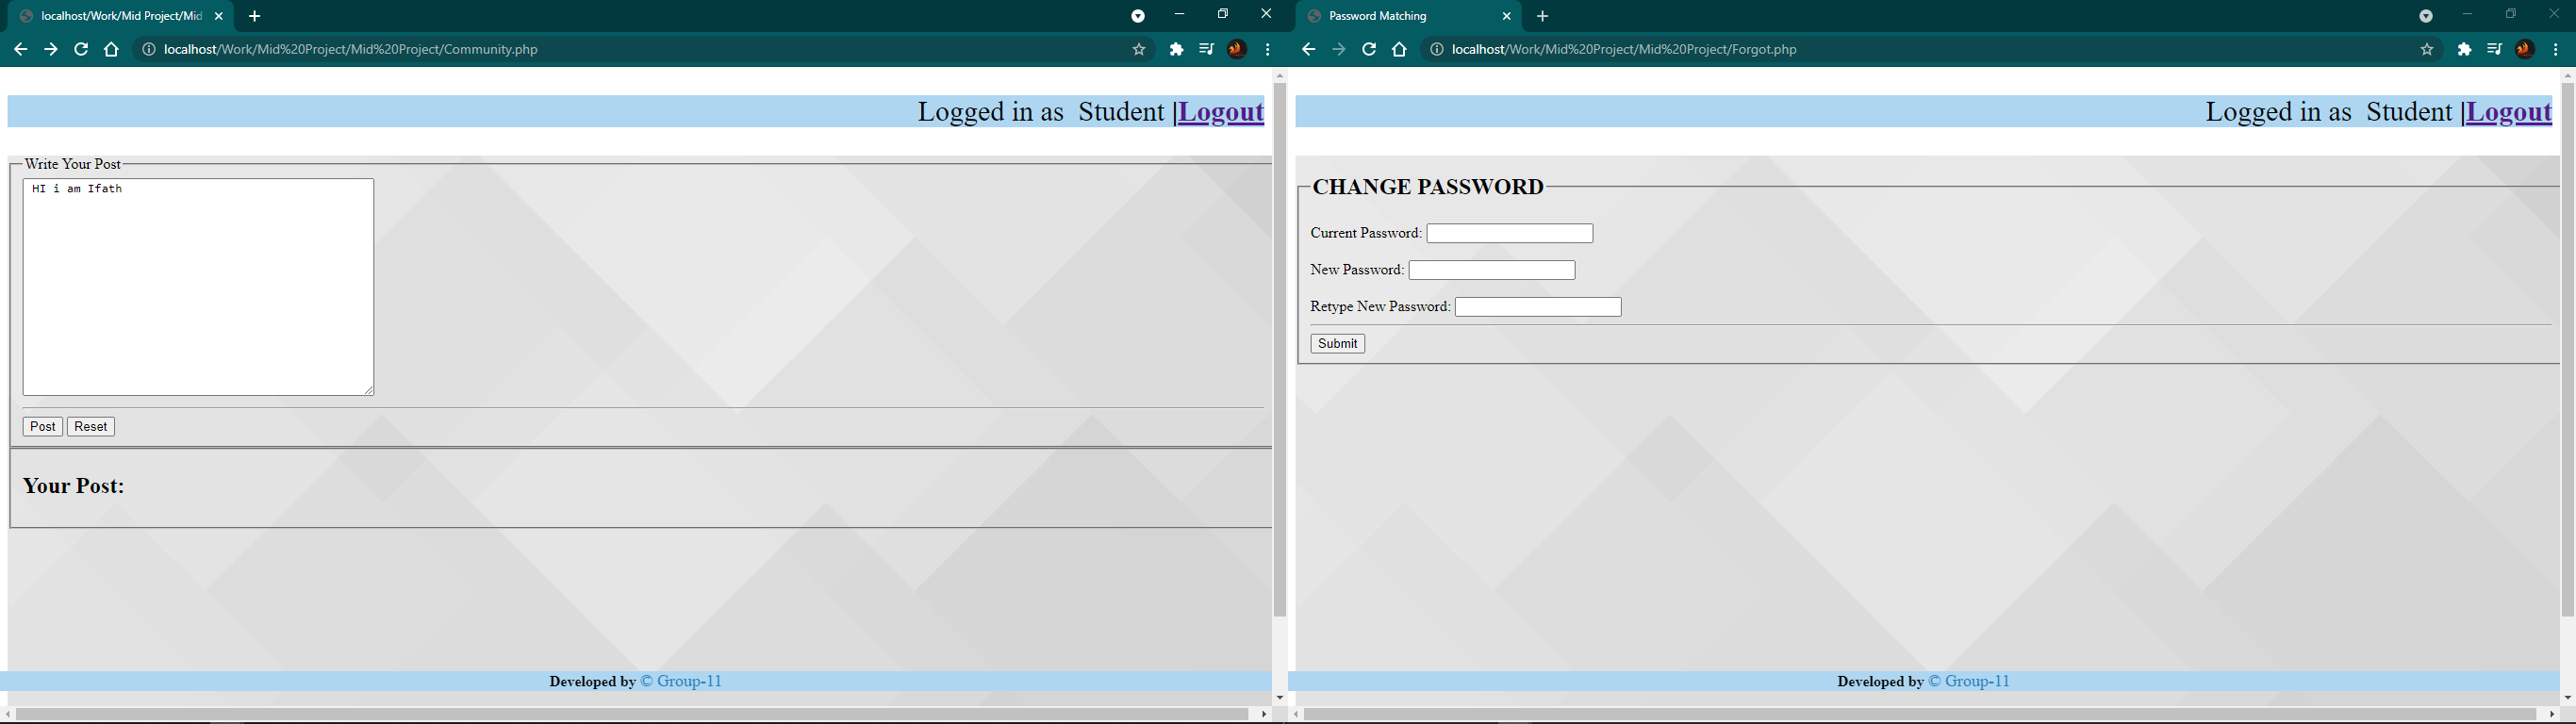 localhost/Work/Mid Project/Mid
localhost/Work/Mid%20Project/Mid%20Project/Community.php
Logged in as  Student |Logout
Write Your Post
HI i am Ifath
Post Reset
Your Post:
Developed by © Group-11
Password Matching
localhost/Work/Mid%20Project/Mid%20Project/Forgot.php
Logged in as  Student |Logout
CHANGE PASSWORD
Current Password:
New Password:
Retype New Password:
Submit
Developed by © Group-11